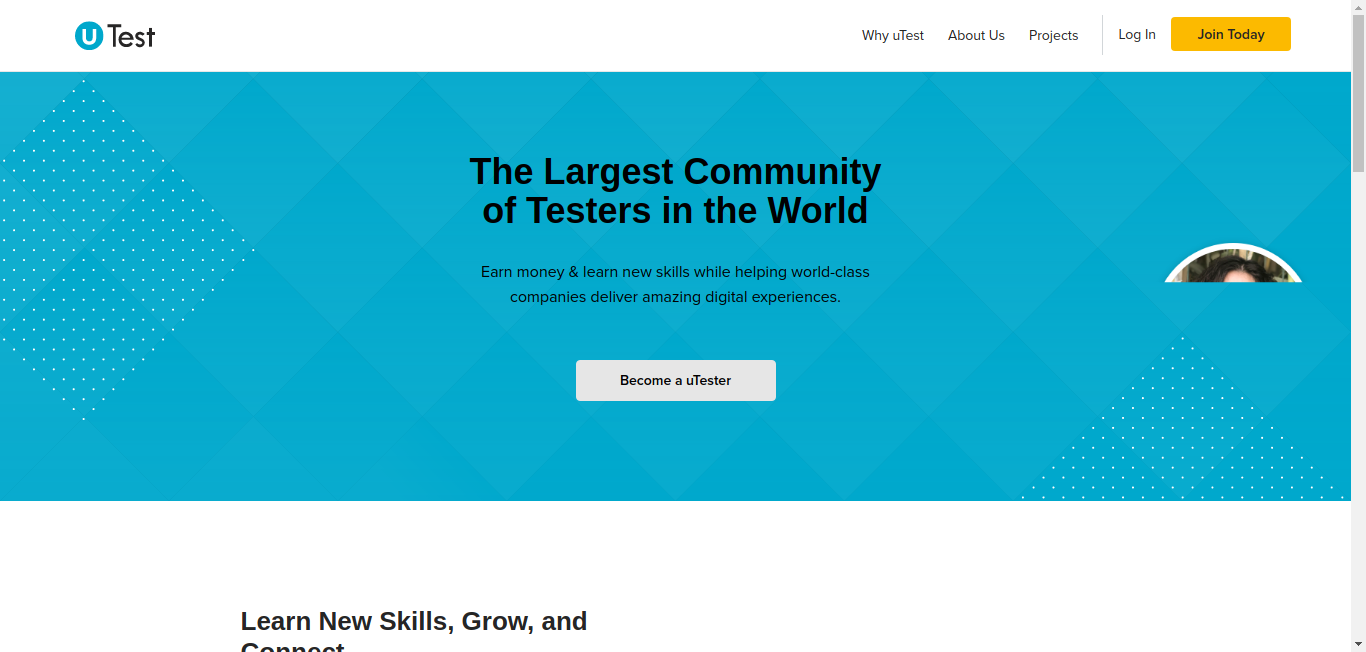 uTest
Why uTest
About Us
Projects
Log In
Join Today
The Largest Community
of Testers in the World
Earn money & learn new skills while helping world-class
companies deliver amazing digital experiences.
Become a uTester
Learn New Skills, Grow, and
Connect